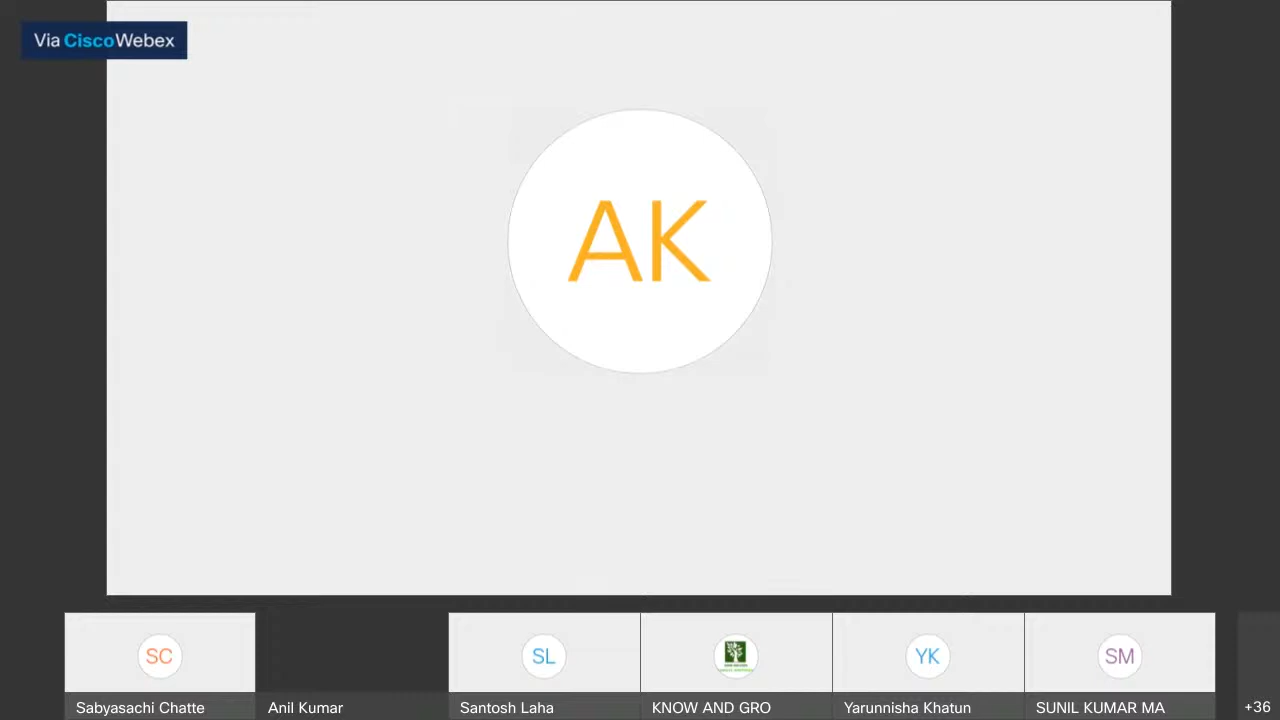 Via CiscoWebex
AK
SC
SL
YK
SM
Sabyasachi Chatte
Anil Kumar
Santosh Laha
KNOW AND GRO
Yarunnisha Khatun
SUNIL KUMAR MA
+36